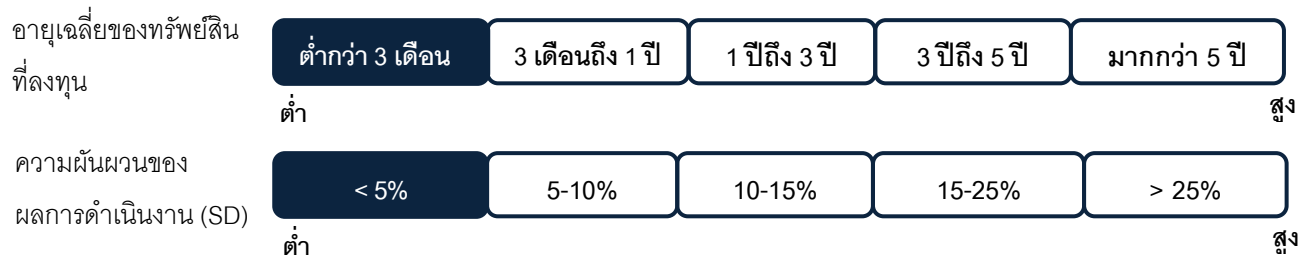 อายุเฉลี่ยของทรัพย์สิน
ที่ลงทุน
ต่ำกว่า 3 เดือน 3 เดือนถึง 1 ปี 1 ปีถึง 3 ปี 3 ปีถึง 5 ปี มากกว่า 5 ปี
ต่ำ สูง
ความผันผวนของ
ผลการดำเนินงาน (SD)
< 5% 5-10% 10-15% 15-25% > 25%
ต่ำ สูง